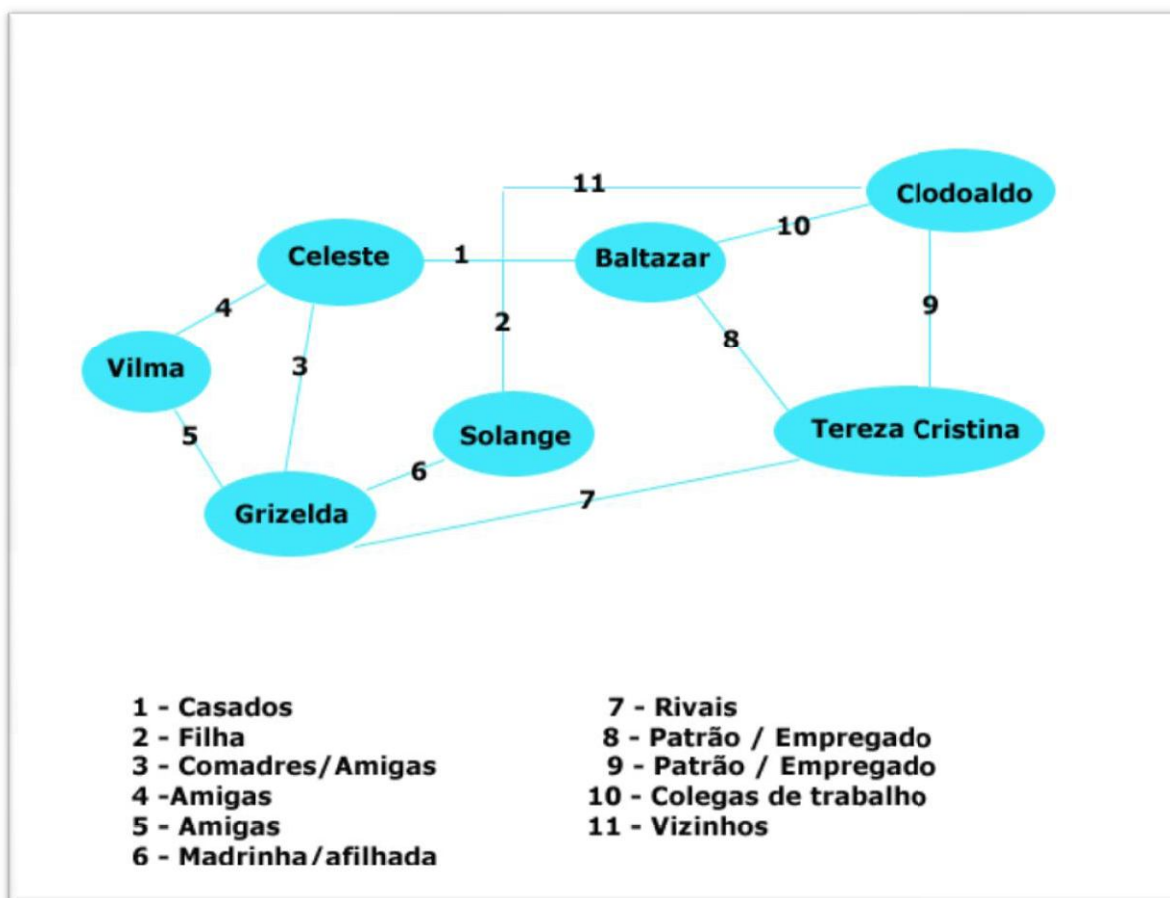 11
Clodoaldo
10
Celeste
1
Baltazar
4
9
2
8
Vilma
3
5
Solange
Tereza Cristina
6
7
Grizelda
1 - Casados
2 - Filha
3 - Comadres/Amigas
4 -Amigas
5 - Amigas
6 - Madrinha/afilhada
7 - Rivais
8 - Patrão / Empregado
9 - Patrão / Empregado
10 - Colegas de trabalho
11 - Vizinhos